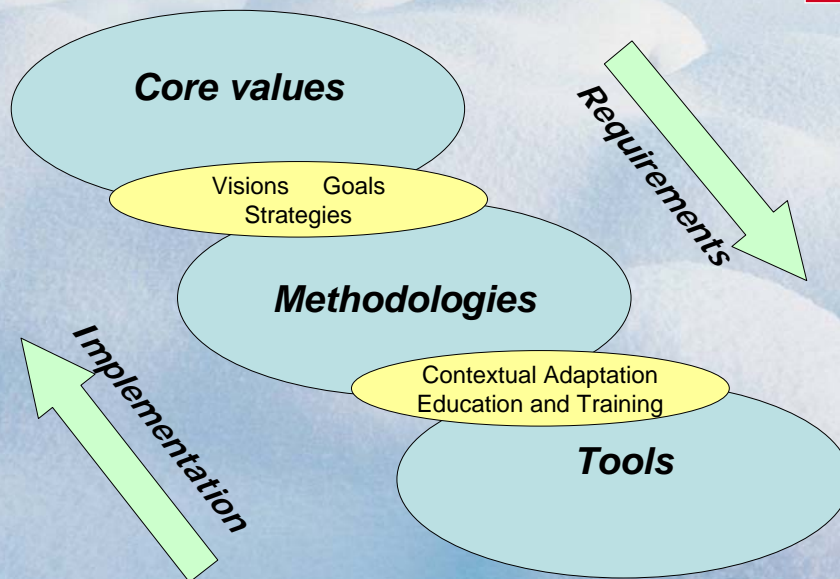 Core values
Visions Goals
Strategies
Requirements
Methodologies
Implementation
Contextual Adaptation
Education and Training
Tools